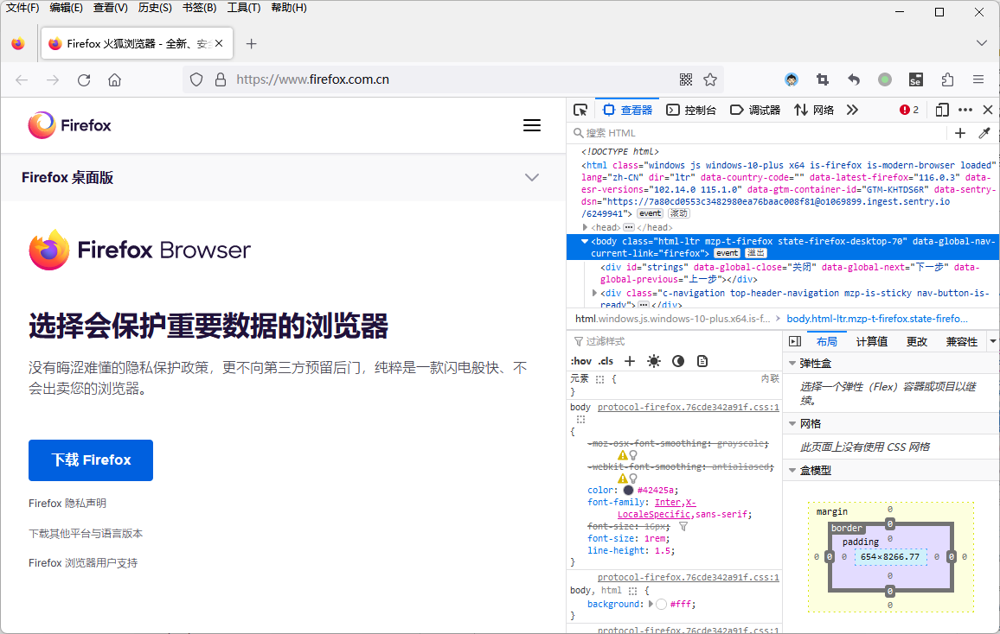 文件(F) 编辑(E) 查看(V) 历史(S) 书签(B) 工具(T) 帮助(H)
Firefox 火狐浏览器 - 全新、安全
https://www.firefox.com.cn
Firefox
Firefox 桌面版
Firefox Browser
选择会保护重要数据的浏览器
没有晦涩难懂的隐私保护政策，更不向第三方预留后门，纯粹是一款闪电般快、不
会出卖您的浏览器。
下载 Firefox
Firefox 隐私声明
下载其他平台与语言版本
Firefox 浏览器用户支持
查看器 控制台 调试器 网络 2
搜索 HTML
<!DOCTYPE html>
<html class="windows js windows-10-plus x64 is-firefox is-modern-browser loaded"
lang="zh-CN" dir="ltr" data-country-code="" data-latest-firefox="116.0.3" data-
esr-versions="102.14.0 115.1.0" data-gtm-container-id="GTM-KHTDS6R" data-sentry-
dsn="https://7a80cd0553c3482980ea76baac008f81@o1069899.ingest.sentry.io
/6249941"> event 滚动
<head> ••• </head>
<body class="html-ltr mzp-t-firefox state-firefox-desktop-70" data-global-nav-
current-link="firefox"> event 溢出
<div id="strings" data-global-close="关闭" data-global-next="下一步" data-
global-previous="上一步"></div>
<div class="c-navigation top-header-navigation mzp-is-sticky nav-button-is-
ready"> ••• </div>
html.windows.js.windows-10-plus.x64.is-f... body.html-ltr.mzp-t-firefox.state-firefo...
过滤样式
:hov .cls
元素 { 内联
}
body protocol-firefox.76cde342a91f.css:1
{
-moz-osx-font-smoothing: grayscale;
-webkit-font-smoothing: antialiased;
color: #42425a;
font-family: Inter,X-
LocaleSpecific,sans-serif;
font-size: 16px;
font-size: 1rem;
line-height: 1.5;
}
protocol-firefox.76cde342a91f.css:1
body, html {
background: #fff;
}
protocol-firefox.76cde342a91f.css:1
布局 计算值 更改 兼容性
弹性盒
选择一个弹性（Flex）容器或项目以继
续。
网格
此页面上没有使用 CSS 网格
盒模型
margin 0
border 0
padding 0
0 0 0 654×8266.77 0 0 0
0
0
0